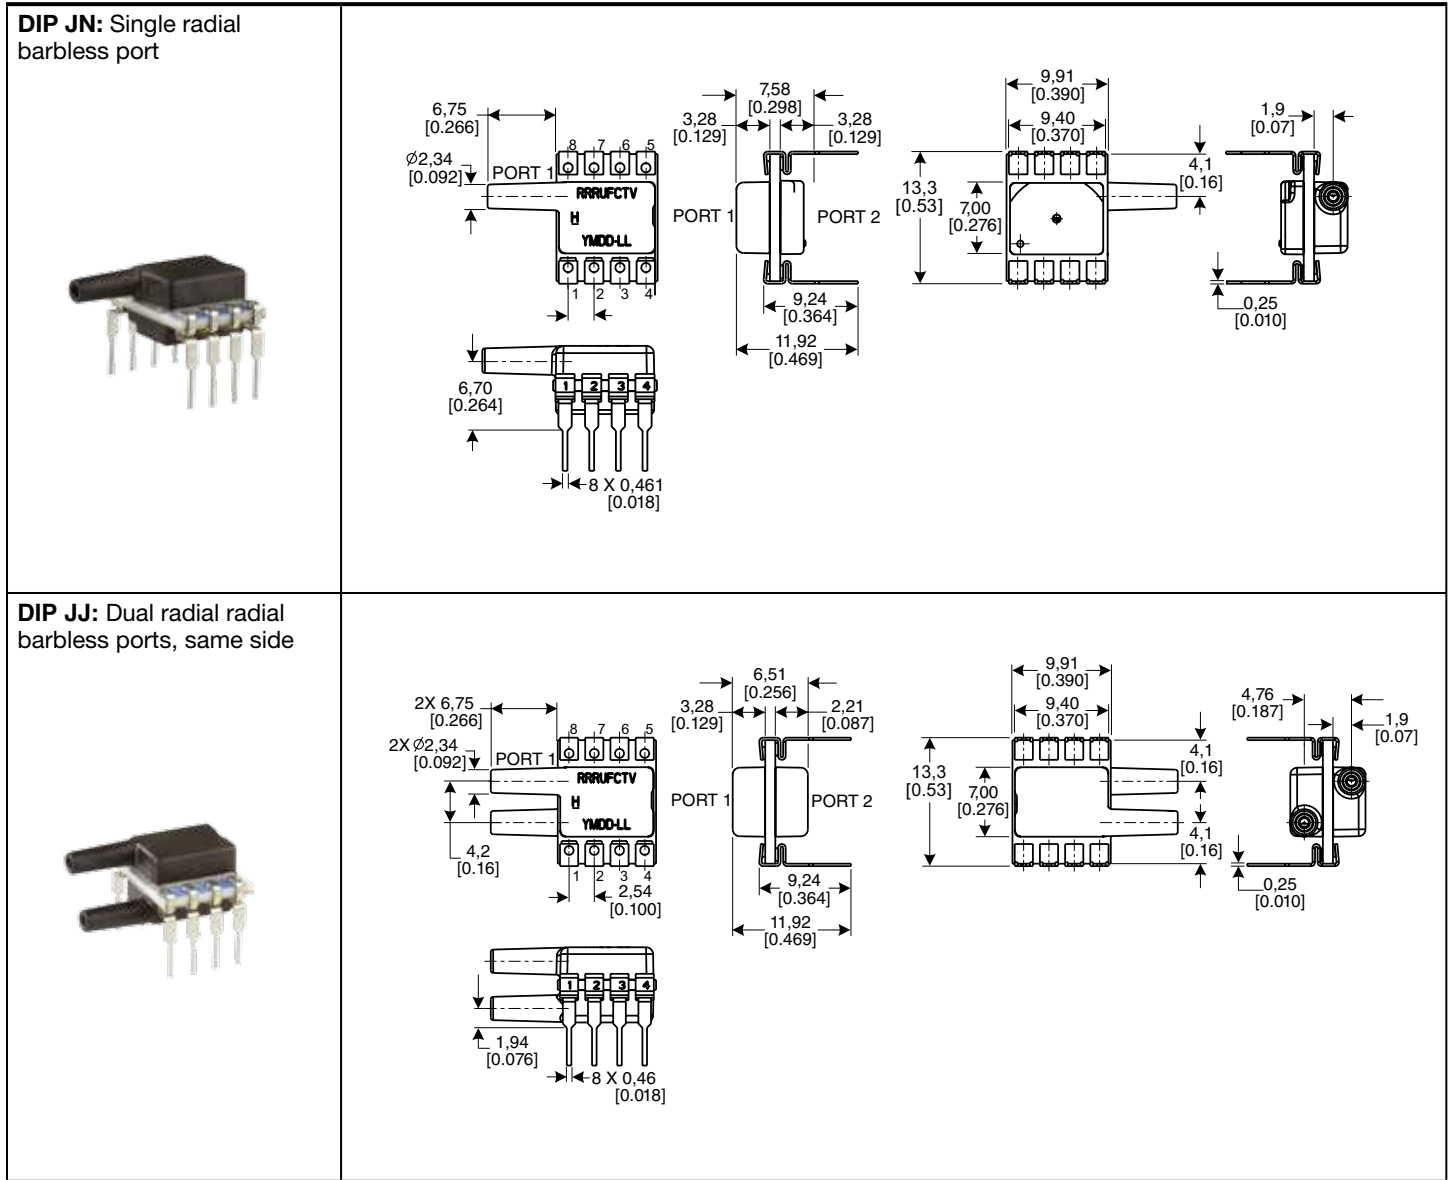 DIP JN: Single radial
barbless port
6,75
[0.266]
Ø2,34
[0.092]
PORT 1
8 7 6 5
RRRUFCTV
H
YMDD-LL
1 2 3 4
7,58
[0.298]
3,28
[0.129]
3,28
[0.129]
PORT 1
PORT 2
9,24
[0.364]
11,92
[0.469]
9,91
[0.390]
9,40
[0.370]
4,1
[0.16]
13,3
[0.53]
7,00
[0.276]
1,9
[0.07]
0,25
[0.010]
6,70
[0.264]
1 2 3 4
8 X 0,461
[0.018]
DIP JJ: Dual radial radial
barbless ports, same side
2X 6,75
[0.266]
2X Ø2,34
[0.092]
PORT 1
8 7 6 5
RRRUFCTV
H
YMDD-LL
4,2
[0.16]
1 2 3 4
2,54
[0.100]
6,51
[0.256]
3,28
[0.129]
2,21
[0.087]
PORT 1
PORT 2
9,24
[0.364]
11,92
[0.469]
9,91
[0.390]
9,40
[0.370]
4,1
[0.16]
13,3
[0.53]
7,00
[0.276]
4,1
[0.16]
4,76
[0.187]
1,9
[0.07]
0,25
[0.010]
1 2 3 4
1,94
[0.076]
8 X 0,46
[0.018]